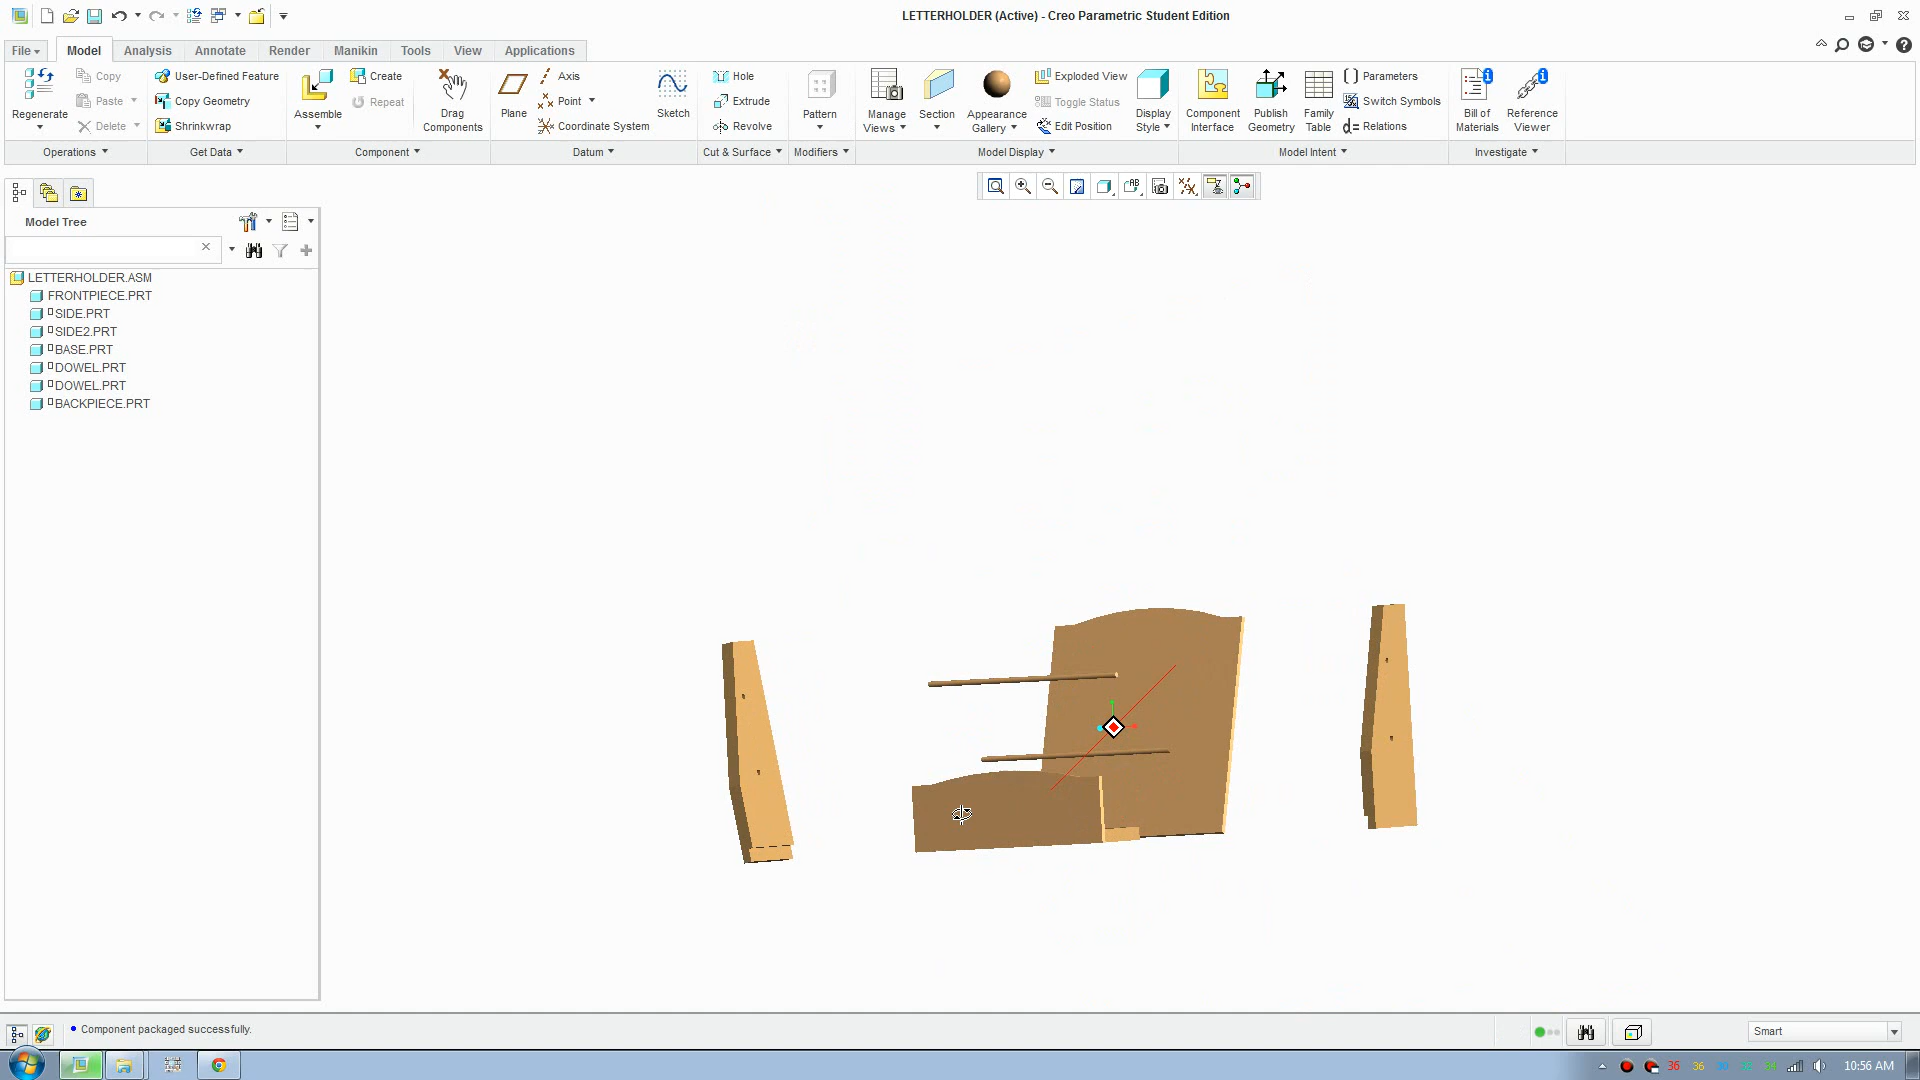 LETTERHOLDER (Active) - Creo Parametric Student Edition
File Model Analysis Annotate Render Manikin Tools View Applications
Regenerate
Copy
Paste
Delete
User-Defined Feature
Copy Geometry
Shrinkwrap
Assemble
Create
Repeat
Drag
Components
Plane
Axis
Point
Coordinate System
Sketch
Hole
Extrude
Revolve
Pattern
Manage
Views
Section
Appearance
Gallery
Exploded View
Toggle Status
Edit Position
Display
Style
Component
Interface
Publish
Geometry
Family
Table
Parameters
Switch Symbols
Relations
Bill of
Materials
Reference
Viewer
Operations Get Data Component Datum Cut & Surface Modifiers Model Display Model Intent Investigate
Model Tree
LETTERHOLDER.ASM
FRONTPIECE.PRT
SIDE.PRT
SIDE2.PRT
BASE.PRT
DOWEL.PRT
DOWEL.PRT
BACKPIECE.PRT
Component packaged successfully.
Smart
36 36
10:56 AM